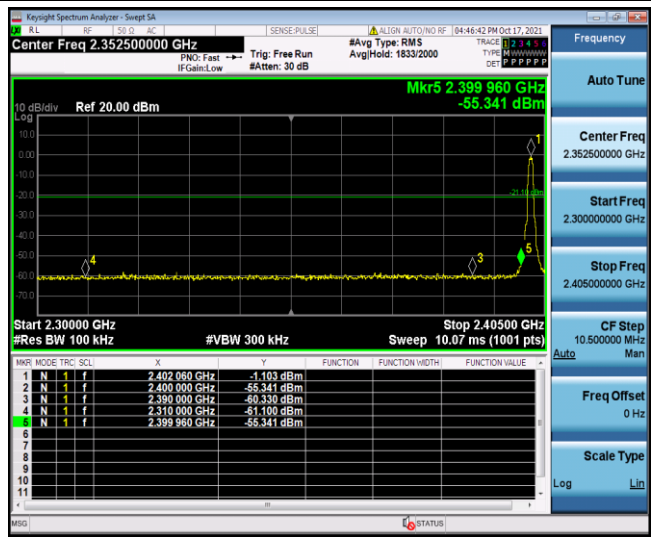 Keysight Spectrum Analyzer - Swept SA
RL RF 50 Ω AC SENSE:PULSE ALIGN AUTO/NO RF 04:46:42 PM Oct 17, 2021
Center Freq 2.352500000 GHz
PNO: Fast
IFGain:Low
Trig: Free Run
#Atten: 30 dB
#Avg Type: RMS
Avg|Hold: 1833/2000
TRACE 1 2 3 4 5 6
TYPE M W W W W W
DET P P P P P P
Mkr5 2.399 960 GHz
-55.341 dBm
10 dB/div Ref 20.00 dBm
Log
10.0
0.00
-10.0
-20.0
-30.0
-40.0
-50.0
-60.0
-70.0
1
-21.10 dBm
5
3
4
Start 2.30000 GHz Stop 2.40500 GHz
#Res BW 100 kHz #VBW 300 kHz Sweep 10.07 ms (1001 pts)
MKR MODE TRC SCL X Y FUNCTION FUNCTION WIDTH FUNCTION VALUE
1 N 1 f 2.402 060 GHz -1.103 dBm
2 N 1 f 2.400 000 GHz -55.341 dBm
3 N 1 f 2.390 000 GHz -60.330 dBm
4 N 1 f 2.310 000 GHz -61.100 dBm
5 N 1 f 2.399 960 GHz -55.341 dBm
6
7
8
9
10
11
MSG STATUS
Frequency
Auto Tune
Center Freq
2.352500000 GHz
Start Freq
2.300000000 GHz
Stop Freq
2.405000000 GHz
CF Step
10.500000 MHz
Auto Man
Freq Offset
0 Hz
Scale Type
Log Lin